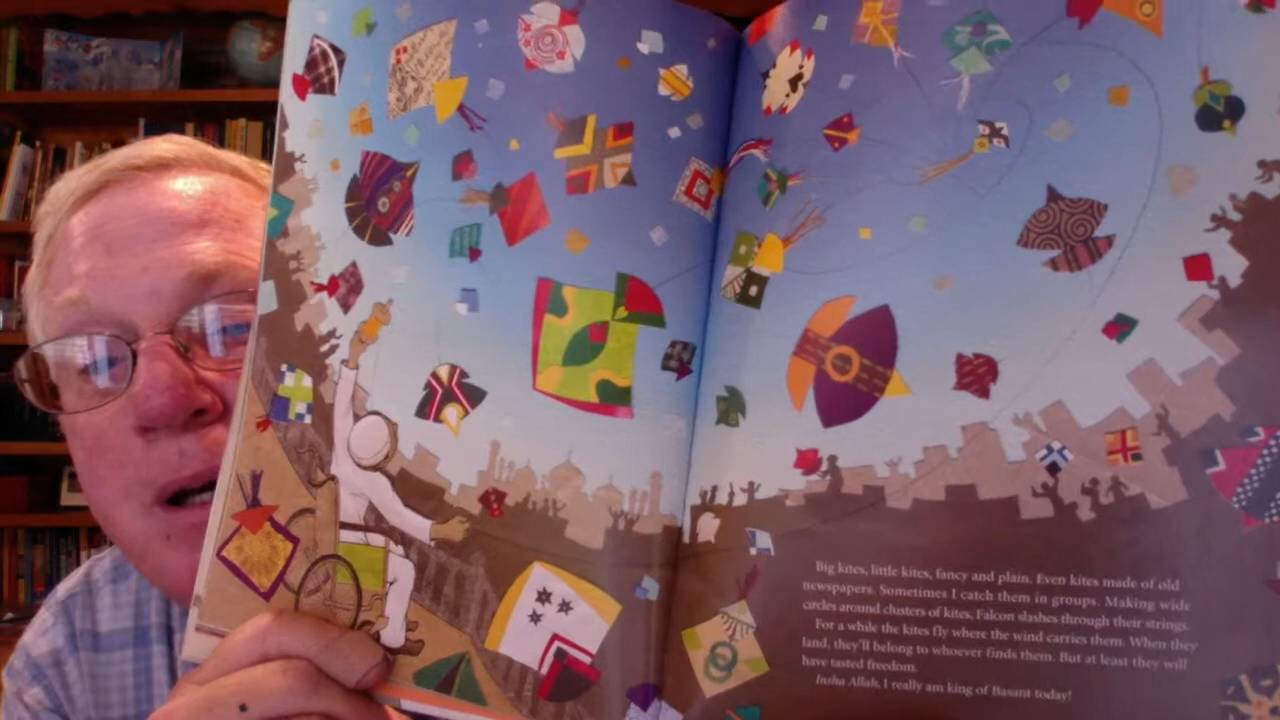 Big kites, little kites, fancy and plain. Even kites made of old
newspapers. Sometimes I catch them in groups. Making wide
circles around clusters of kites, Falcon slashes through their strings.
For a while the kites fly where the wind carries them. When they
land, they'll belong to whoever finds them. But at least they will
have tasted freedom.
Insha Allah, I really am king of Basant today!